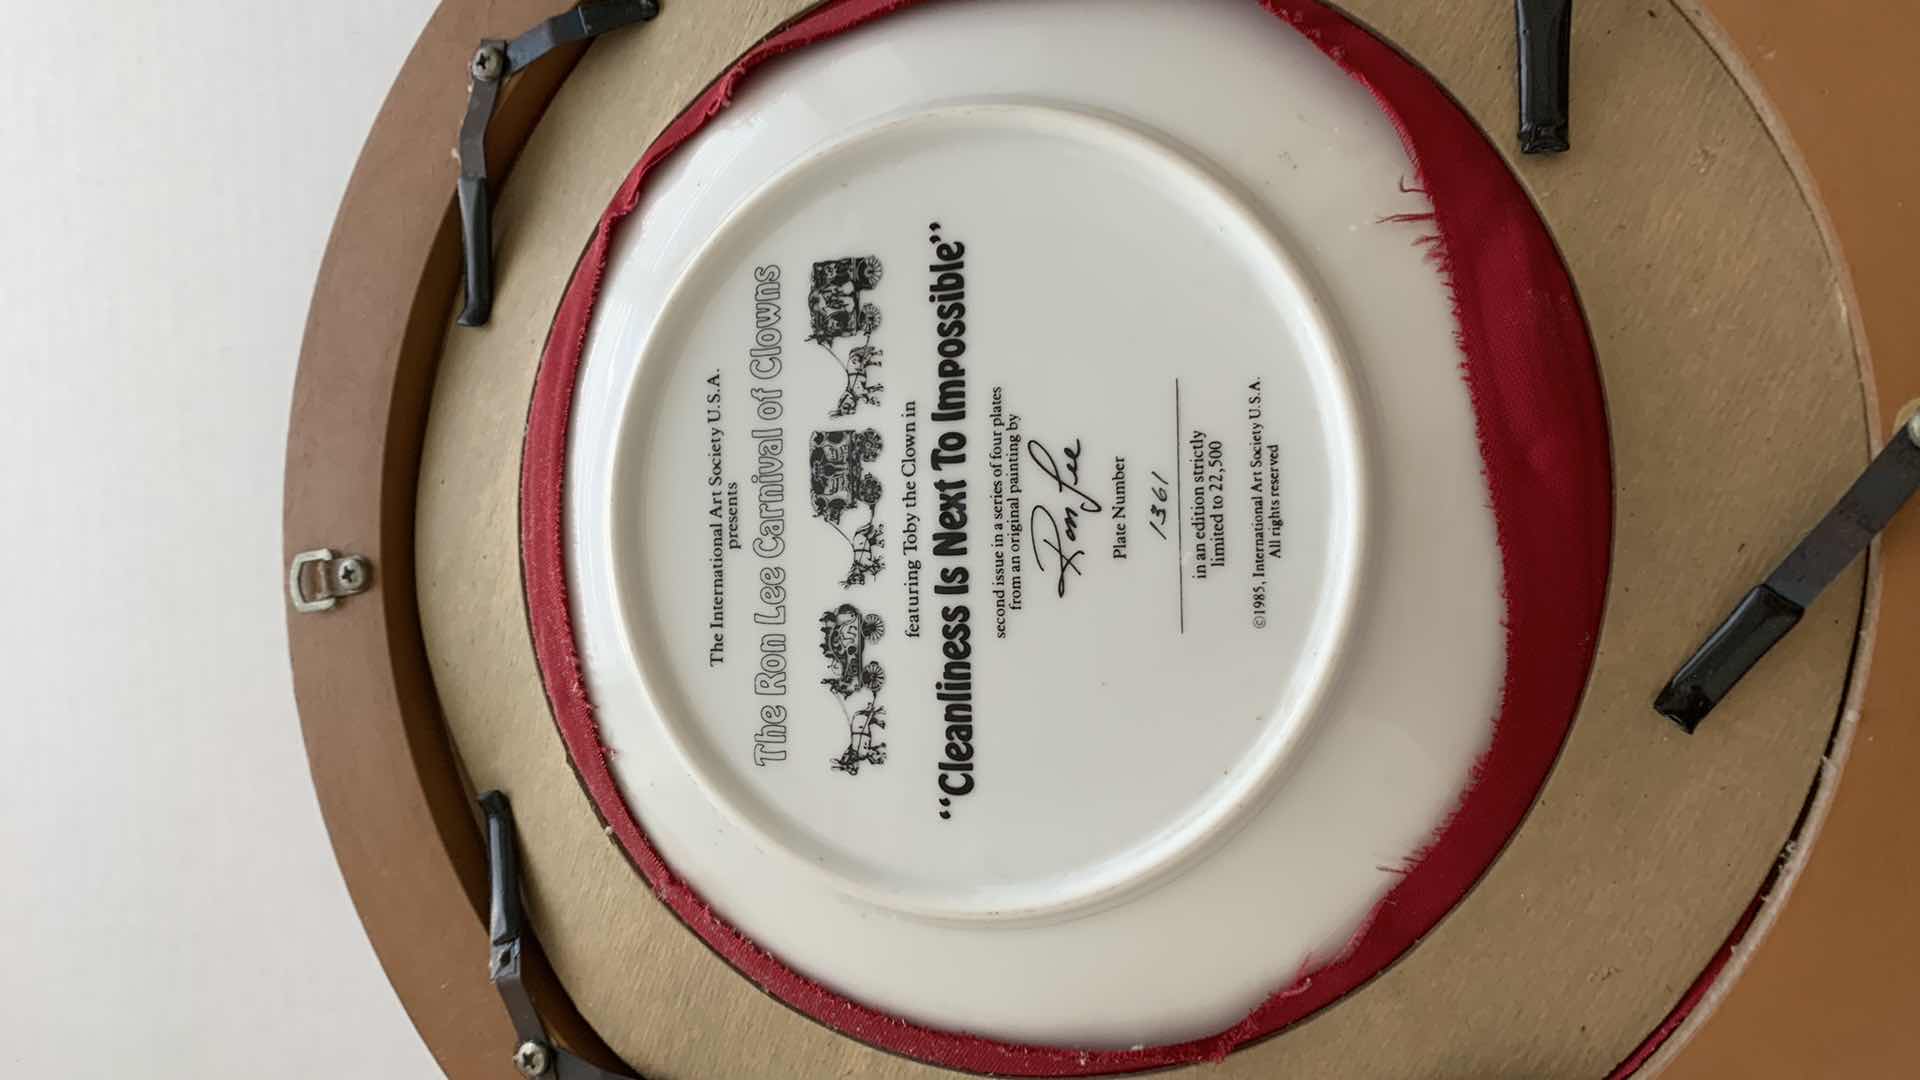 The International Art Society U.S.A.
presents
The Ron Lee Carnival of Clowns
featuring Toby the Clown in
“Cleanliness Is Next To Impossible”
second issue in a series of four plates
from an original painting by
Ron Lee
Plate Number
1361
in an edition strictly
limited to 22,500
©1985, International Art Society U.S.A.
All rights reserved